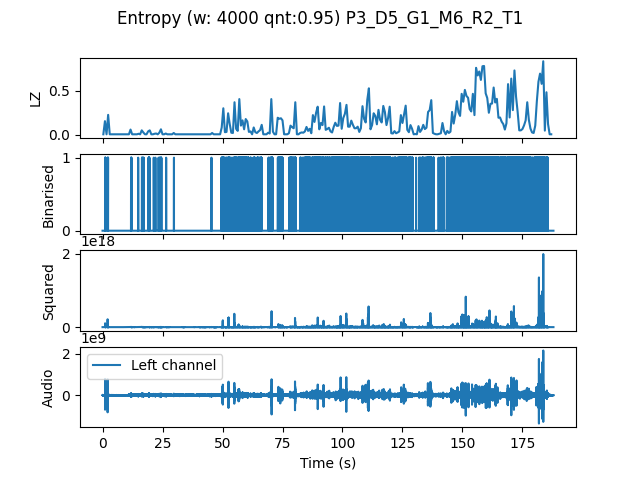 Entropy (w: 4000 qnt:0.95) P3_D5_G1_M6_R2_T1
LZ
0.5
0.0
Binarised
1
0
1e18
Squared
2
0
1e9
Audio
2
0
Left channel
0 25 50 75 100 125 150 175
Time (s)